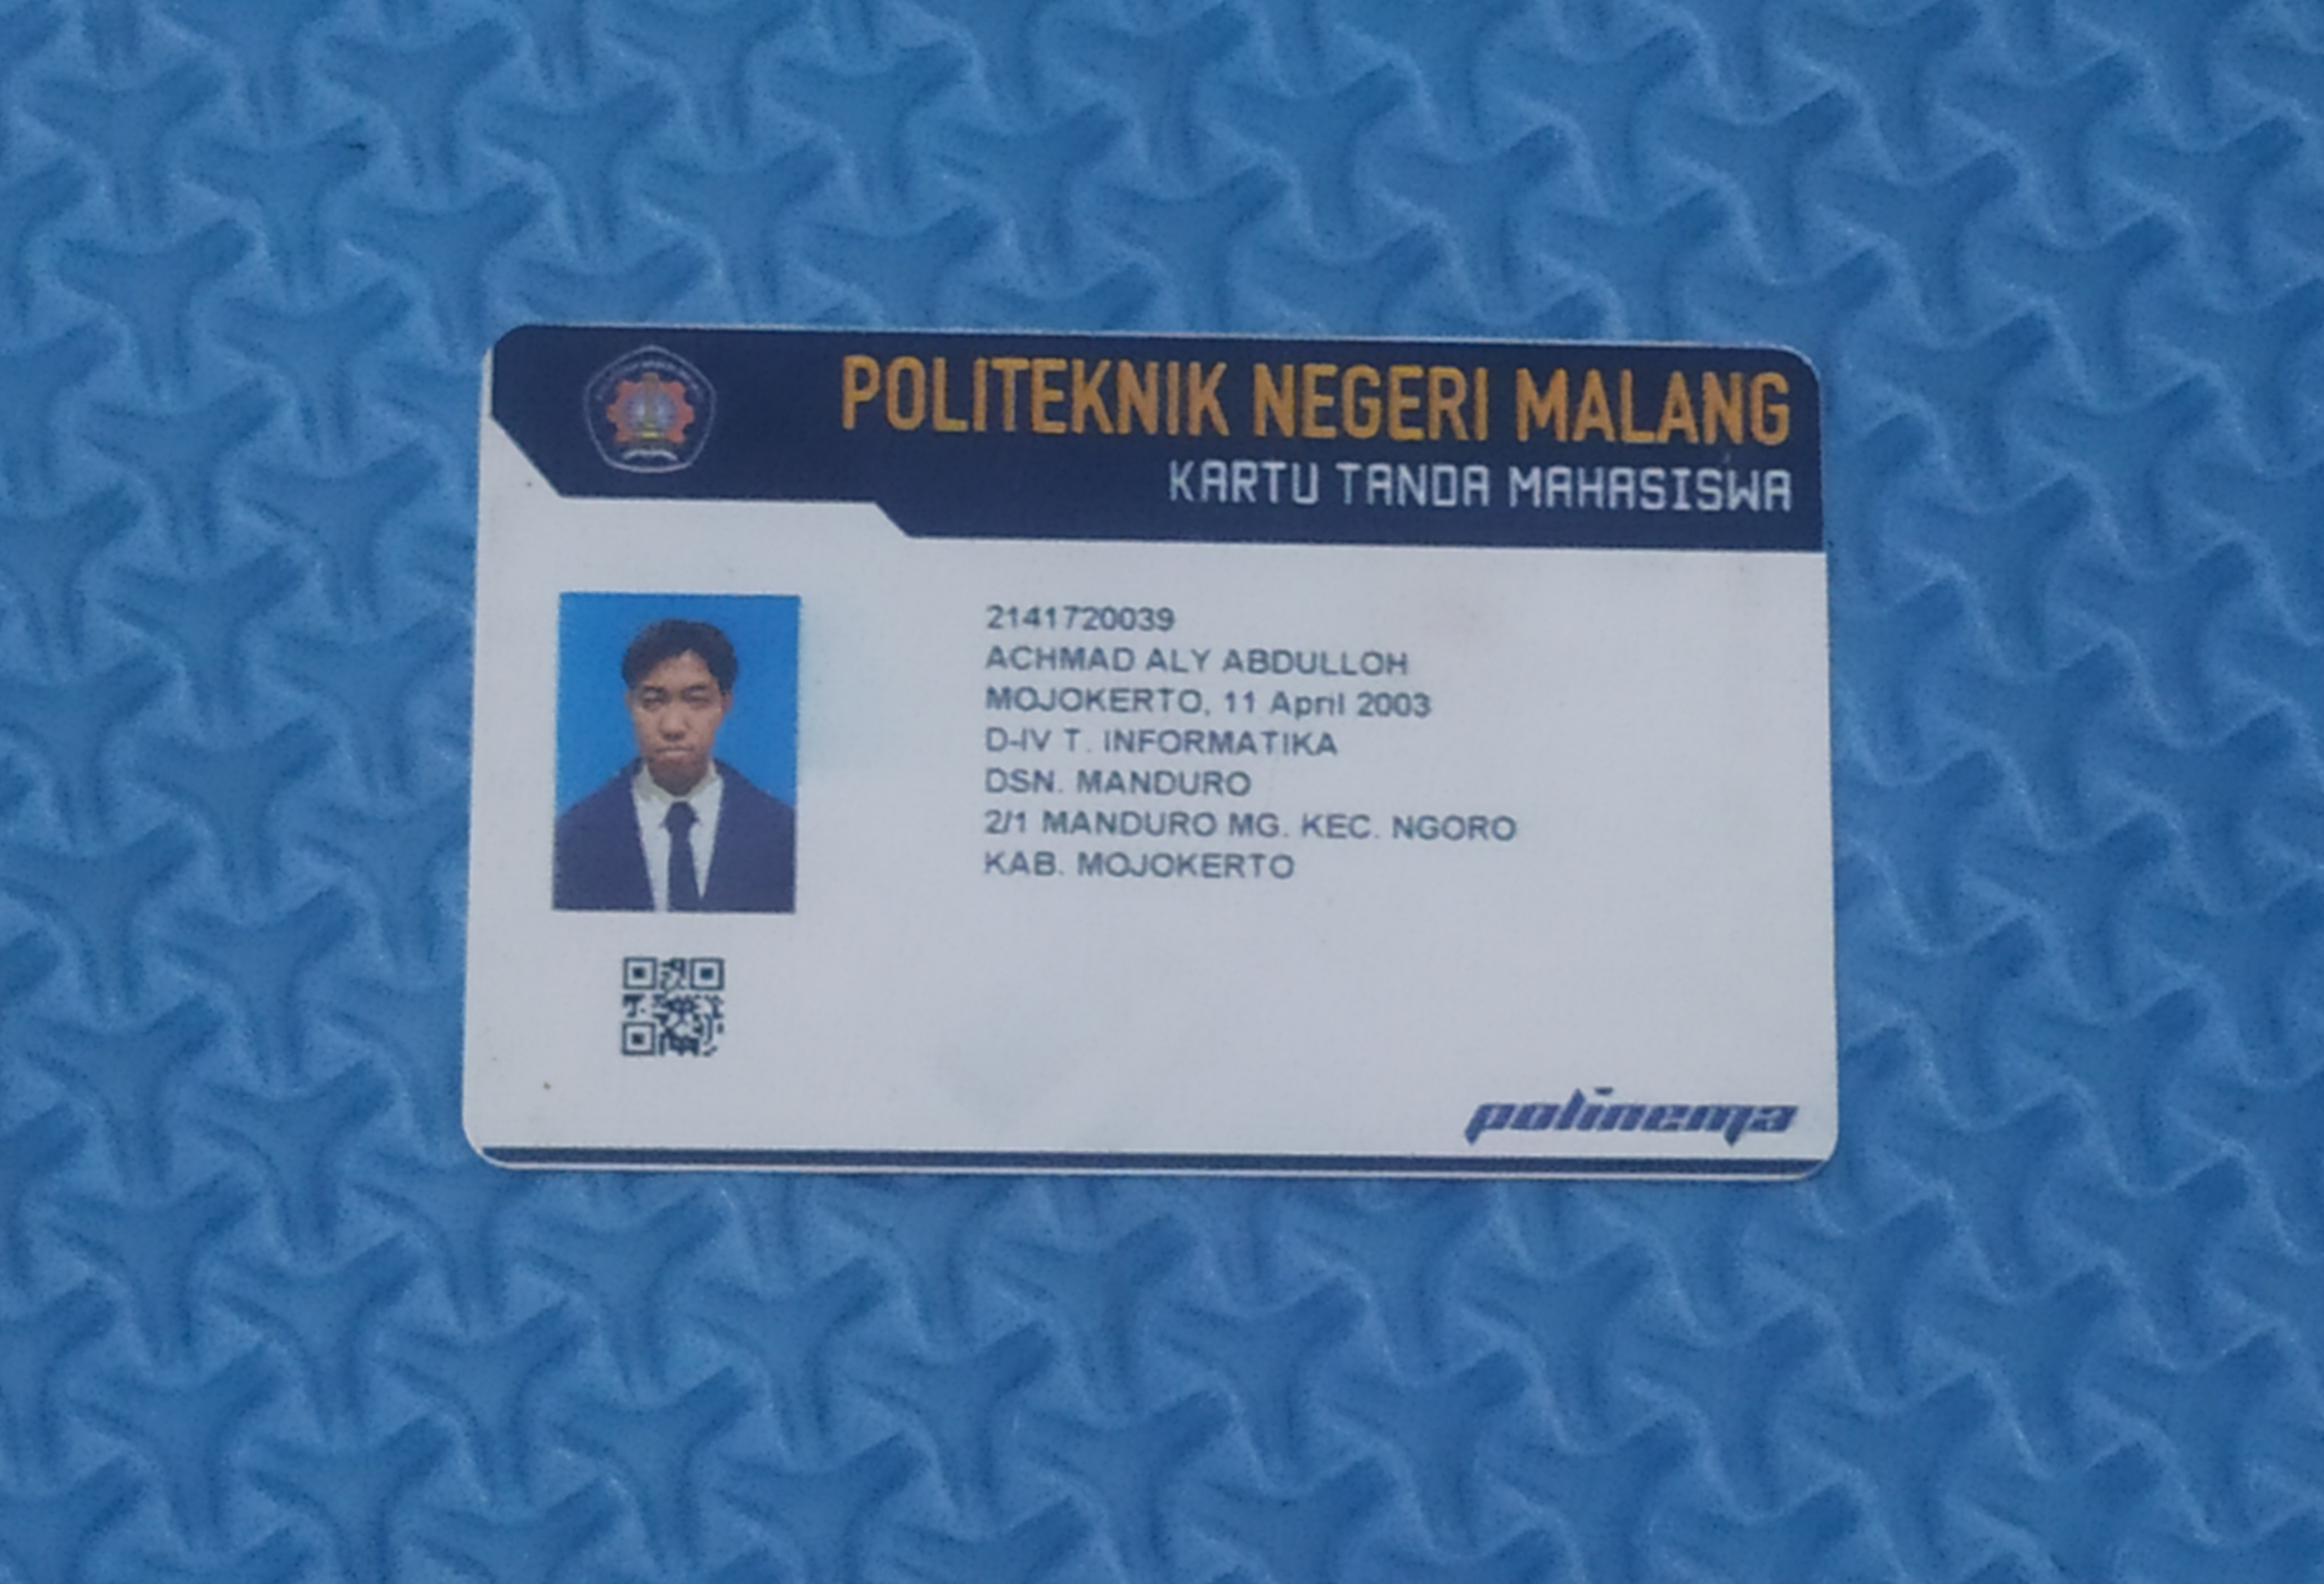 POLITEKNIK NEGERI MALANG
KARTU TANDA MAHASISWA
2141720039
ACHMAD ALY ABDULLOH
MOJOKERTO, 11 April 2003
D-IV T. INFORMATIKA
DSN. MANDURO
2/1 MANDURO MG. KEC. NGORO
KAB. MOJOKERTO
polinema